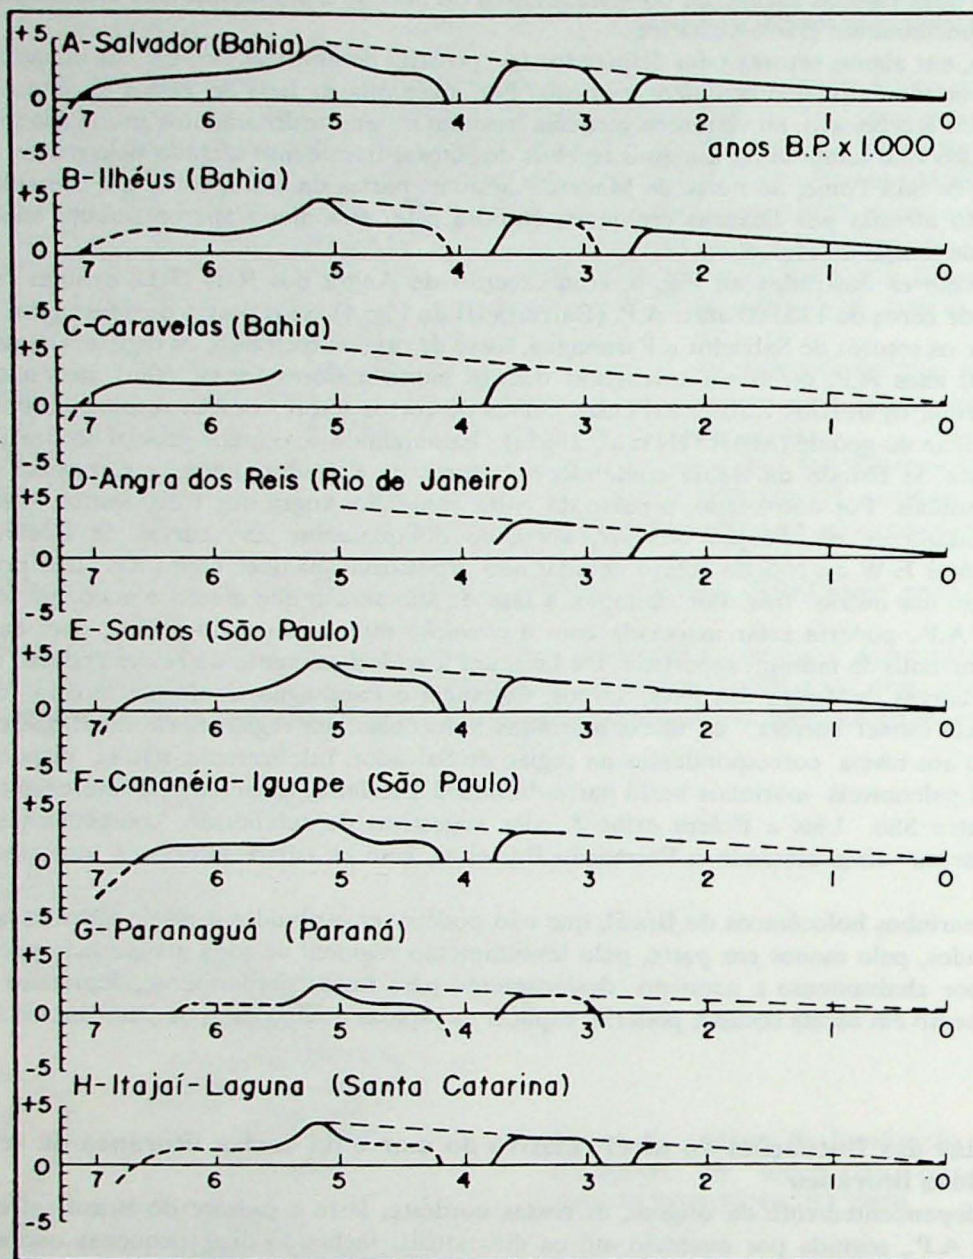 +5
A-Salvador (Bahia)
0
7 6 5 4 3 2 1 0
-5
anos B.P. x 1.000
B-Ilhéus (Bahia)
+5
0
7 6 5 4 3 2 1 0
-5
C-Caravelas (Bahia)
+5
0
7 6 5 4 3 2 1 0
-5
D-Angra dos Reis (Rio de Janeiro)
+5
0
7 6 5 4 3 2 1 0
-5
E-Santos (São Paulo)
+5
0
7 6 5 4 3 2 1 0
-5
F-Cananéia-Iguape (São Paulo)
+5
0
7 6 5 4 3 2 1 0
-5
G-Paranaguá (Paraná)
+5
0
7 6 5 4 3 2 1 0
-5
H-Itajaí-Laguna (Santa Catarina)
+5
0
7 6 5 4 3 2 1 0
-5